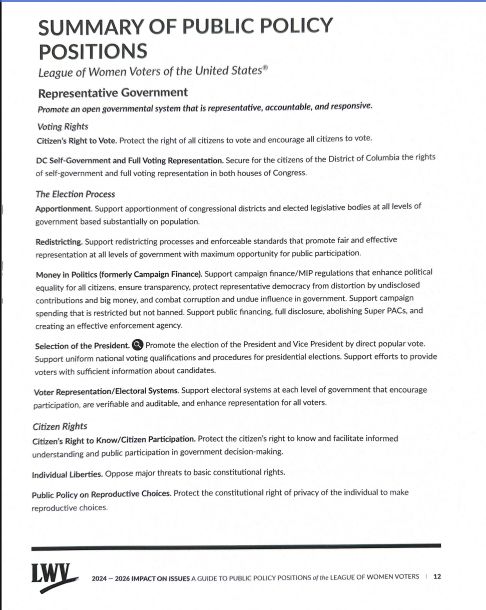 SUMMARY OF PUBLIC POLICY
POSITIONS
League of Women Voters of the United States®
Representative Government
Promote an open governmental system that is representative, accountable, and responsive.
Voting Rights
Citizen's Right to Vote. Protect the right of all citizens to vote and encourage all citizens to vote.
DC Self-Government and Full Voting Representation. Secure for the citizens of the District of Columbia the rights
of self-government and full voting representation in both houses of Congress.
The Election Process
Apportionment. Support apportionment of congressional districts and elected legislative bodies at all levels of
government based substantially on population.
Redistricting. Support redistricting processes and enforceable standards that promote fair and effective
representation at all levels of government with maximum opportunity for public participation.
Money in Politics (formerly Campaign Finance). Support campaign finance/MIP regulations that enhance political
equality for all citizens, ensure transparency, protect representative democracy from distortion by undisclosed
contributions and big money, and combat corruption and undue influence in government. Support campaign
spending that is restricted but not banned. Support public financing, full disclosure, abolishing Super PACs, and
creating an effective enforcement agency.
Selection of the President. Promote the election of the President and Vice President by direct popular vote.
Support uniform national voting qualifications and procedures for presidential elections. Support efforts to provide
voters with sufficient information about candidates.
Voter Representation/Electoral Systems. Support electoral systems at each level of government that encourage
participation, are verifiable and auditable, and enhance representation for all voters.
Citizen Rights
Citizen's Right to Know/Citizen Participation. Protect the citizen's right to know and facilitate informed
understanding and public participation in government decision-making.
Individual Liberties. Oppose major threats to basic constitutional rights.
Public Policy on Reproductive Choices. Protect the constitutional right of privacy of the individual to make
reproductive choices.
LWV 2024 – 2026 IMPACT ON ISSUES A GUIDE TO PUBLIC POLICY POSITIONS of the LEAGUE OF WOMEN VOTERS | 12